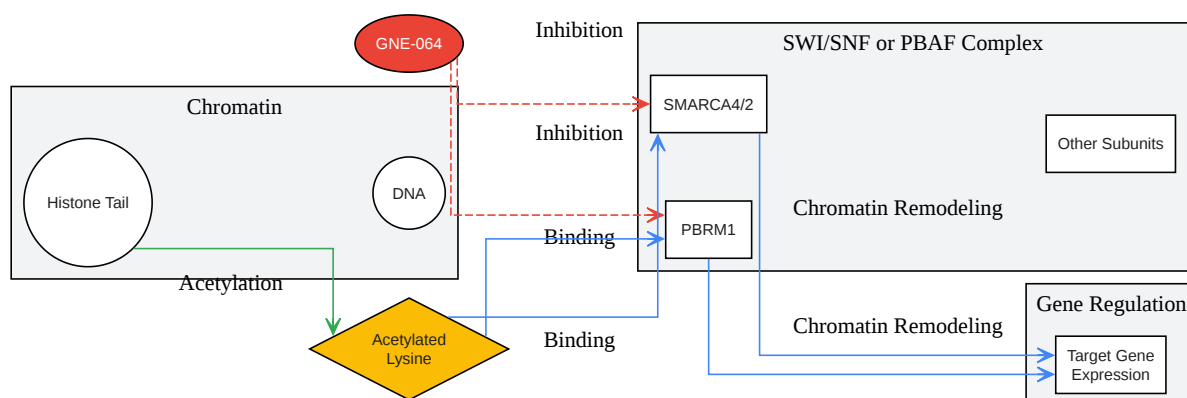 GNE-064
Inhibition
SWI/SNF or PBAF Complex
Chromatin
SMARCA4/2
Inhibition
Other Subunits
Histone Tail
DNA
Chromatin Remodeling
PBRM1
Binding
Acetylation
Gene Regulation
Chromatin Remodeling
Acetylated
Lysine
Binding
Target Gene
Expression